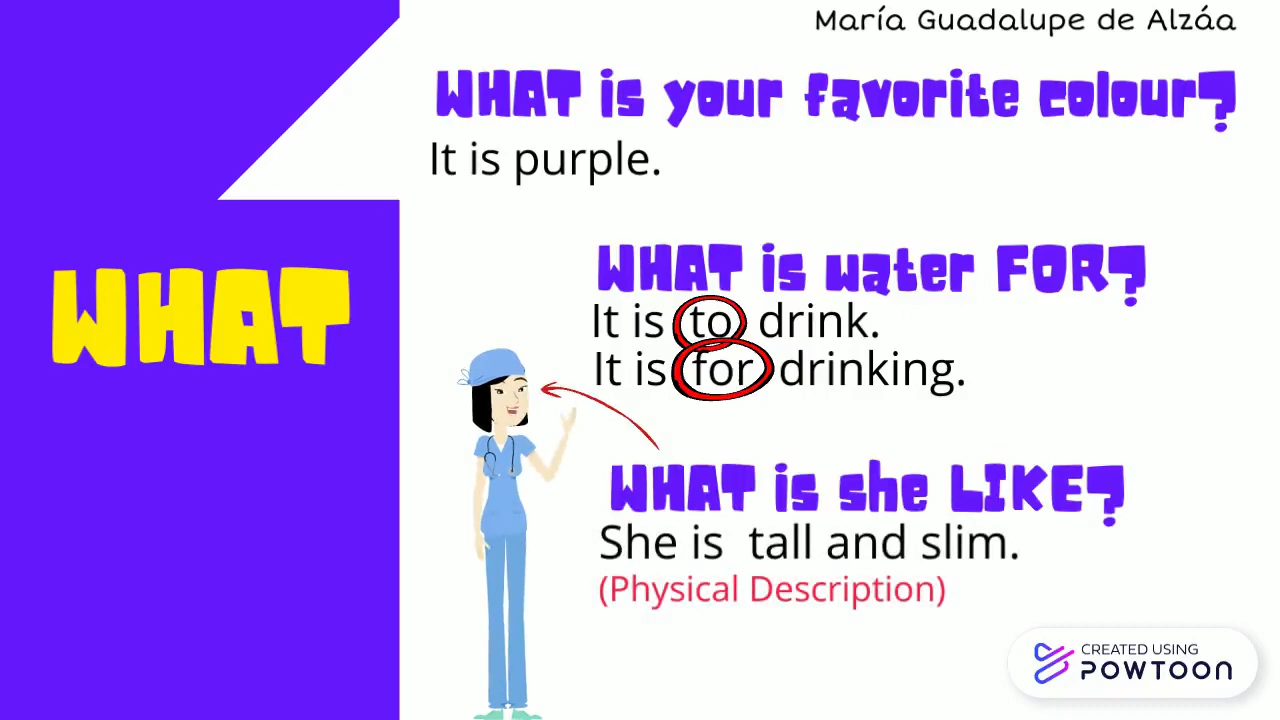 María Guadalupe de Alzáa
WHAT is your favorite colour?
It is purple.
WHAT
WHAT is water FOR?
It is to drink.
It is for drinking.
WHAT is she LIKE?
She is tall and slim.
(Physical Description)
CREATED USING
POWTOON